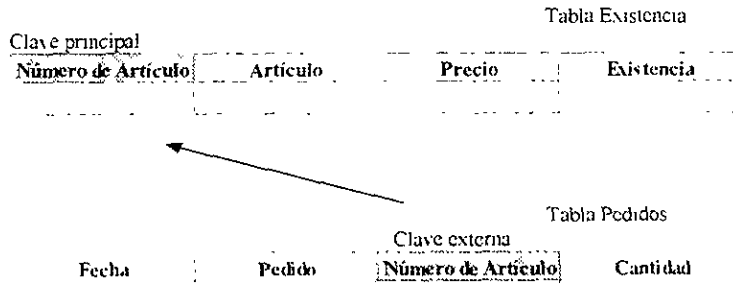 Tabla Existencia
Clave principal
Número de Artículo Artículo Precio Existencia
Tabla Pedidos
Clave externa
Fecha Pedido Número de Artículo Cantidad